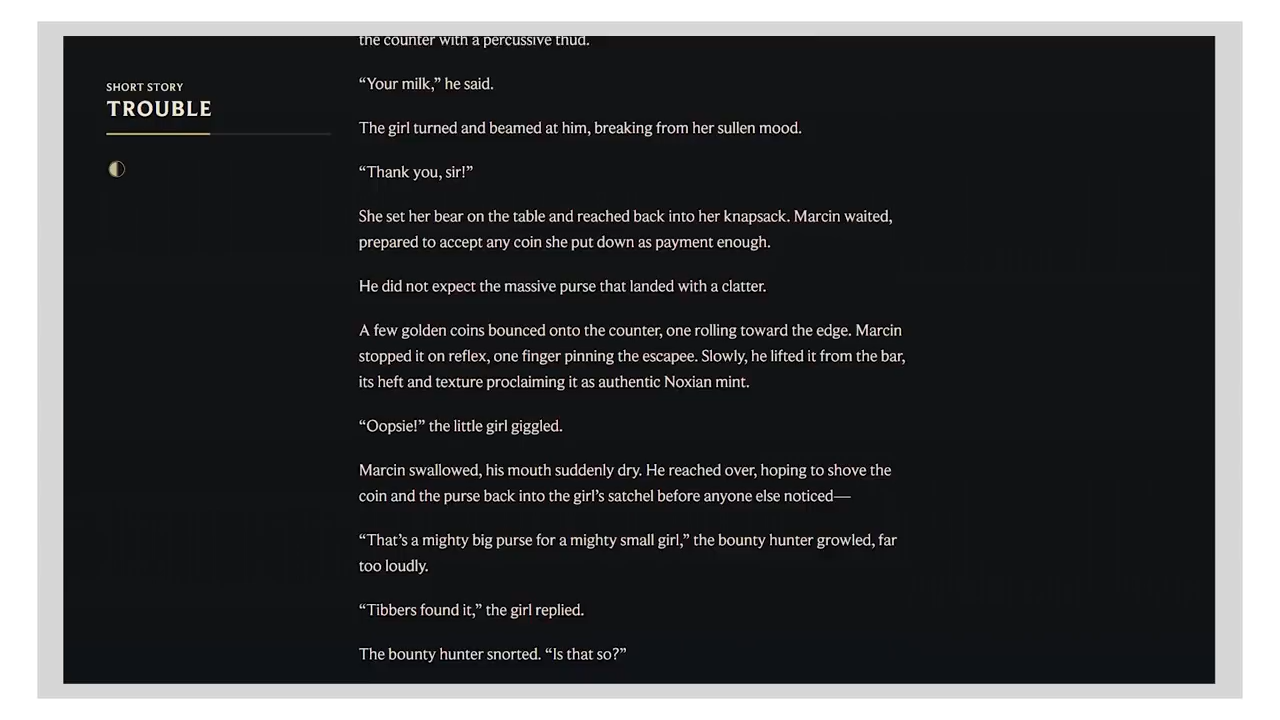 the counter with a percussive thud.
SHORT STORY
TROUBLE
“Your milk,” he said.
The girl turned and beamed at him, breaking from her sullen mood.
“Thank you, sir!”
She set her bear on the table and reached back into her knapsack. Marcin waited,
prepared to accept any coin she put down as payment enough.
He did not expect the massive purse that landed with a clatter.
A few golden coins bounced onto the counter, one rolling toward the edge. Marcin
stopped it on reflex, one finger pinning the escapee. Slowly, he lifted it from the bar,
its heft and texture proclaiming it as authentic Noxian mint.
“Oopsie!” the little girl giggled.
Marcin swallowed, his mouth suddenly dry. He reached over, hoping to shove the
coin and the purse back into the girl’s satchel before anyone else noticed—
“That’s a mighty big purse for a mighty small girl,” the bounty hunter growled, far
too loudly.
“Tibbers found it,” the girl replied.
The bounty hunter snorted. “Is that so?”